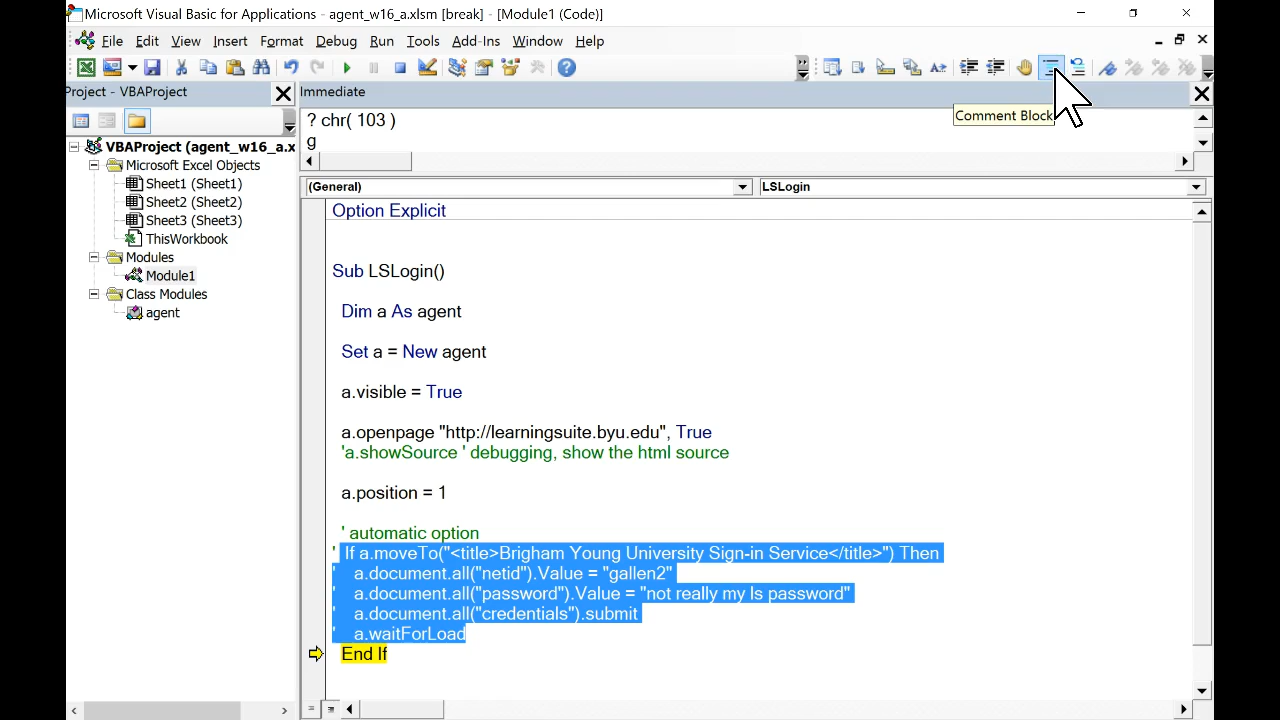 Microsoft Visual Basic for Applications - agent_w16_a.xlsm [break] - [Module1 (Code)]
File Edit View Insert Format Debug Run Tools Add-Ins Window Help
Project - VBAProject
Immediate
Comment Block
? chr( 103 )
g
VBAProject (agent_w16_a.x
Microsoft Excel Objects
Sheet1 (Sheet1)
Sheet2 (Sheet2)
Sheet3 (Sheet3)
ThisWorkbook
Modules
Module1
Class Modules
agent
(General)
LSLogin
Option Explicit
Sub LSLogin()
Dim a As agent
Set a = New agent
a.visible = True
a.openpage "http://learningsuite.byu.edu", True
'a.showSource ' debugging, show the html source
a.position = 1
' automatic option
' If a.moveTo("<title>Brigham Young University Sign-in Service</title>") Then
' a.document.all("netid").Value = "gallen2"
' a.document.all("password").Value = "not really my ls password"
' a.document.all("credentials").submit
' a.waitForLoad
End If